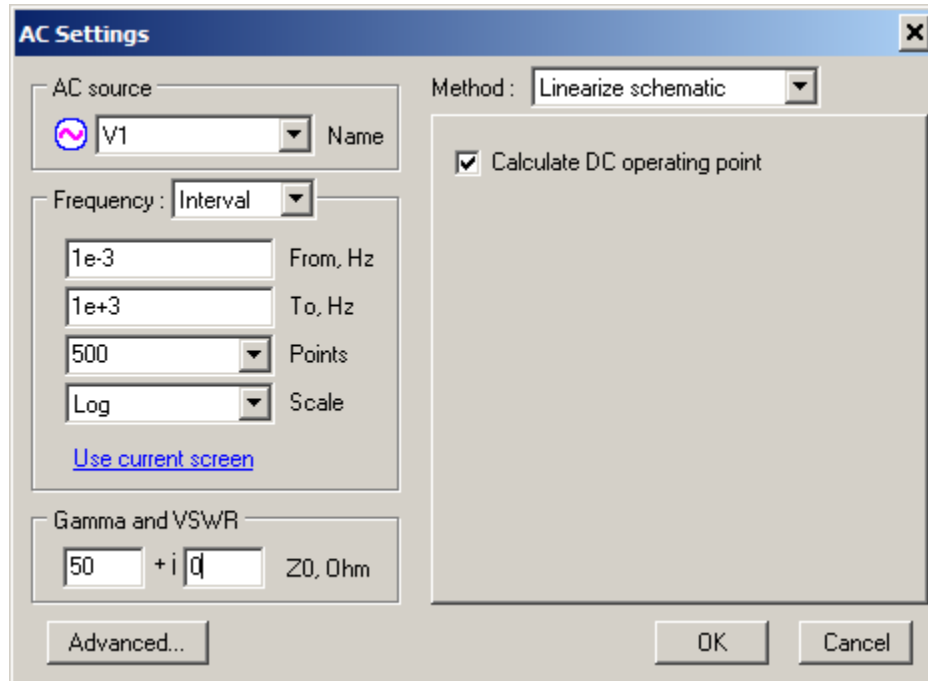 AC Settings
AC source
V1 Name
Frequency : Interval
1e-3 From, Hz
1e+3 To, Hz
500 Points
Log Scale
Use current screen
Gamma and VSWR
50 + i 0 Z0, Ohm
Advanced...
Method : Linearize schematic
Calculate DC operating point
OK Cancel